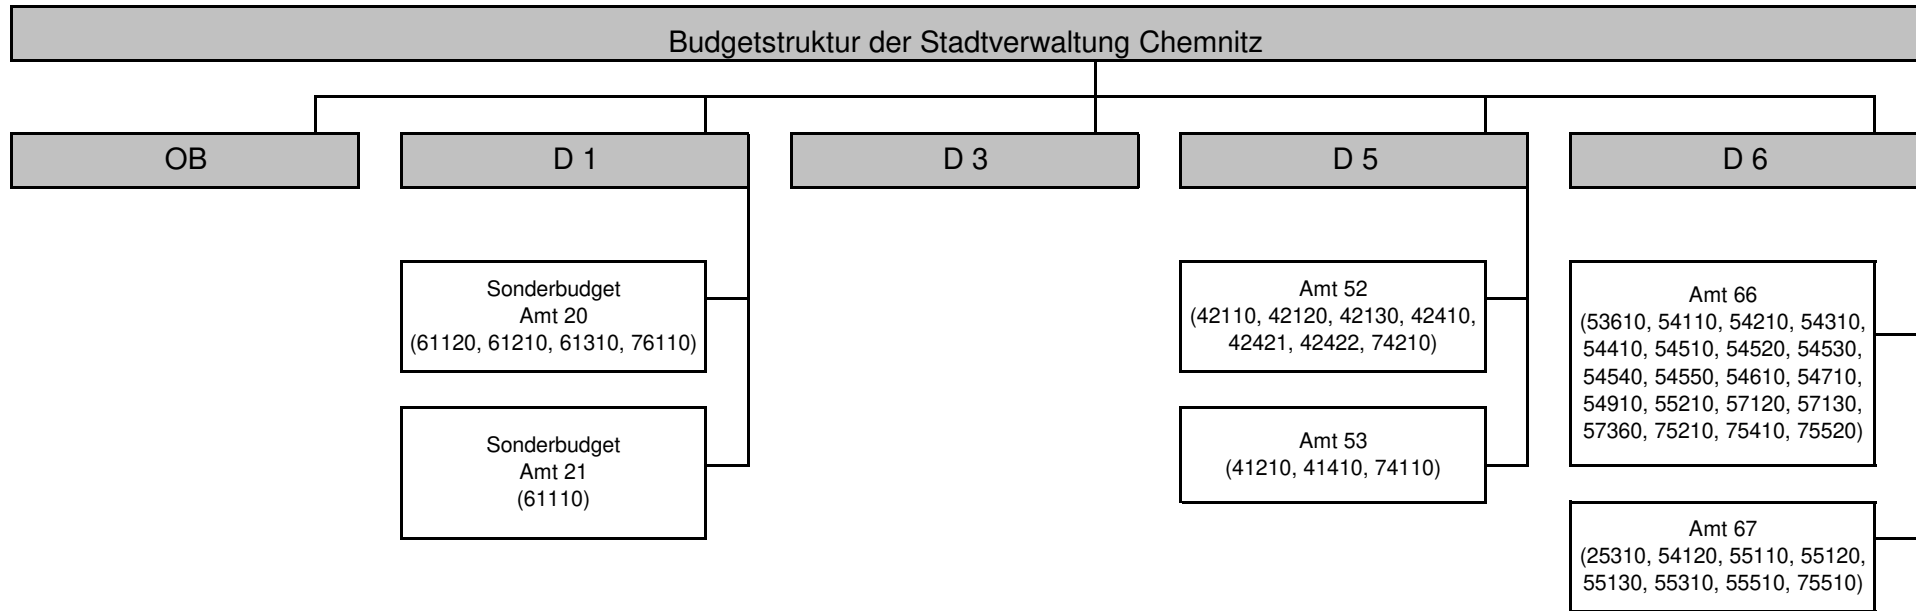 Budgetstruktur der Stadtverwaltung Chemnitz
OB
D 1
D 3
D 5
D 6
Sonderbudget
Amt 20
(61120, 61210, 61310, 76110)
Sonderbudget
Amt 21
(61110)
Amt 52
(42110, 42120, 42130, 42410,
42421, 42422, 74210)
Amt 53
(41210, 41410, 74110)
Amt 66
(53610, 54110, 54210, 54310,
54410, 54510, 54520, 54530,
54540, 54550, 54610, 54710,
54910, 55210, 57120, 57130,
57360, 75210, 75410, 75520)
Amt 67
(25310, 54120, 55110, 55120,
55130, 55310, 55510, 75510)